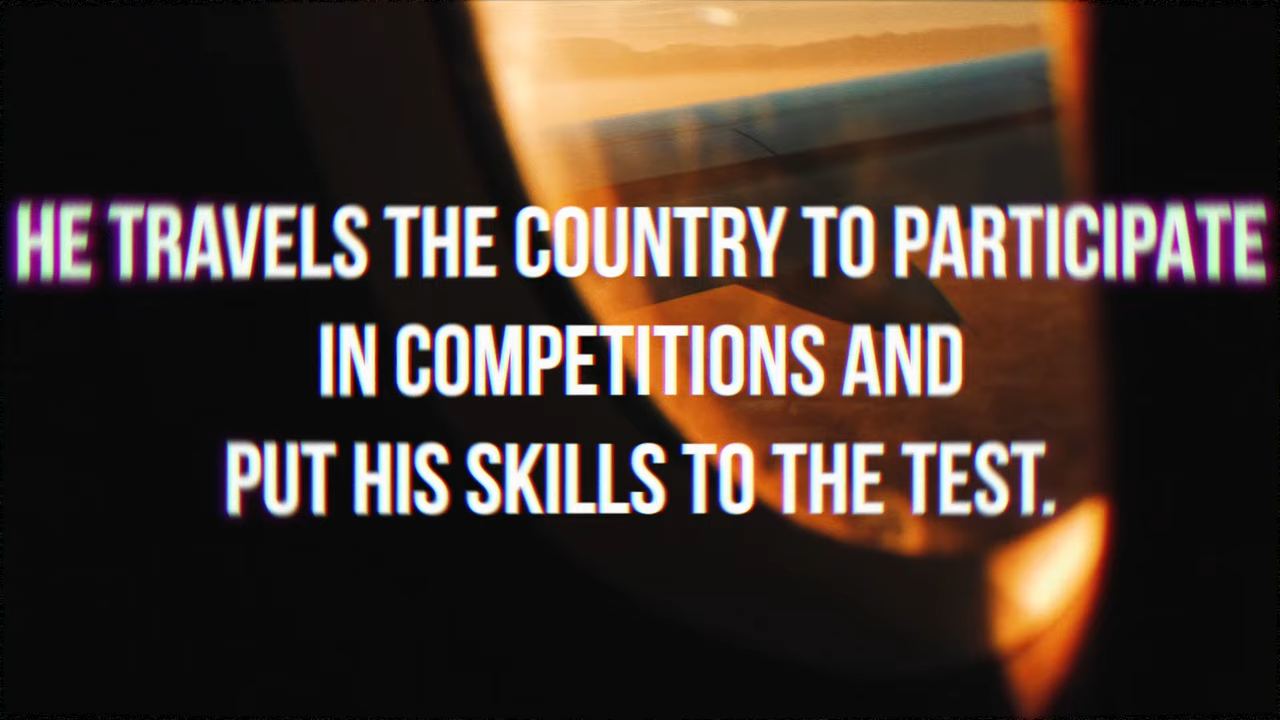 HE TRAVELS THE COUNTRY TO PARTICIPATE
IN COMPETITIONS AND
PUT HIS SKILLS TO THE TEST.